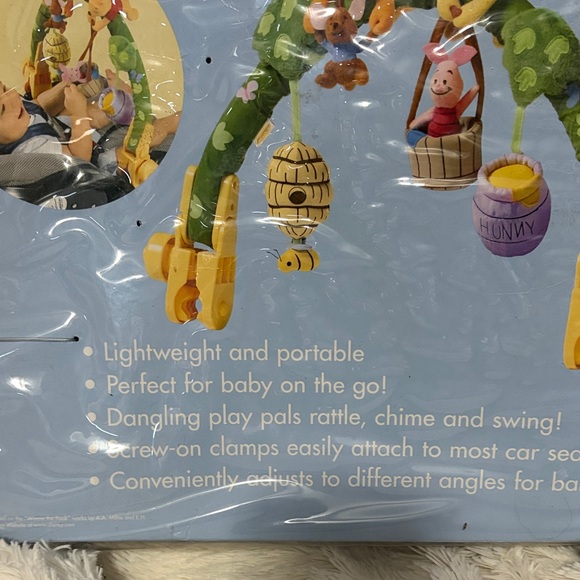 HUNNY
• Lightweight and portable
• Perfect for baby on the go!
• Dangling play pals rattle, chime and swing!
• Screw-on clamps easily attach to most car sea
• Conveniently adjusts to different angles for ba